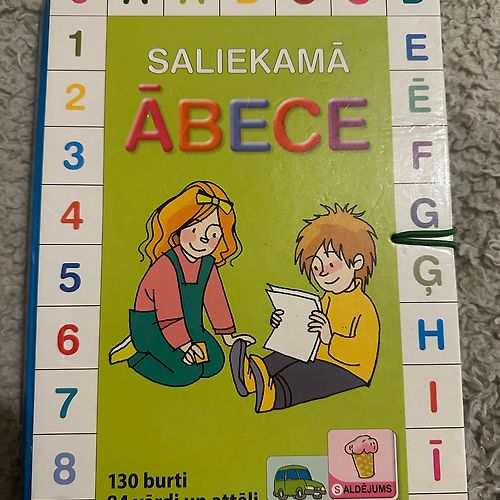 SALIEKAMĀ
ĀBECE
1
2
3
4
5
6
7
8
E
Ē
F
G
Ģ
H
I
Ī
130 burti
SALDĒJUMS